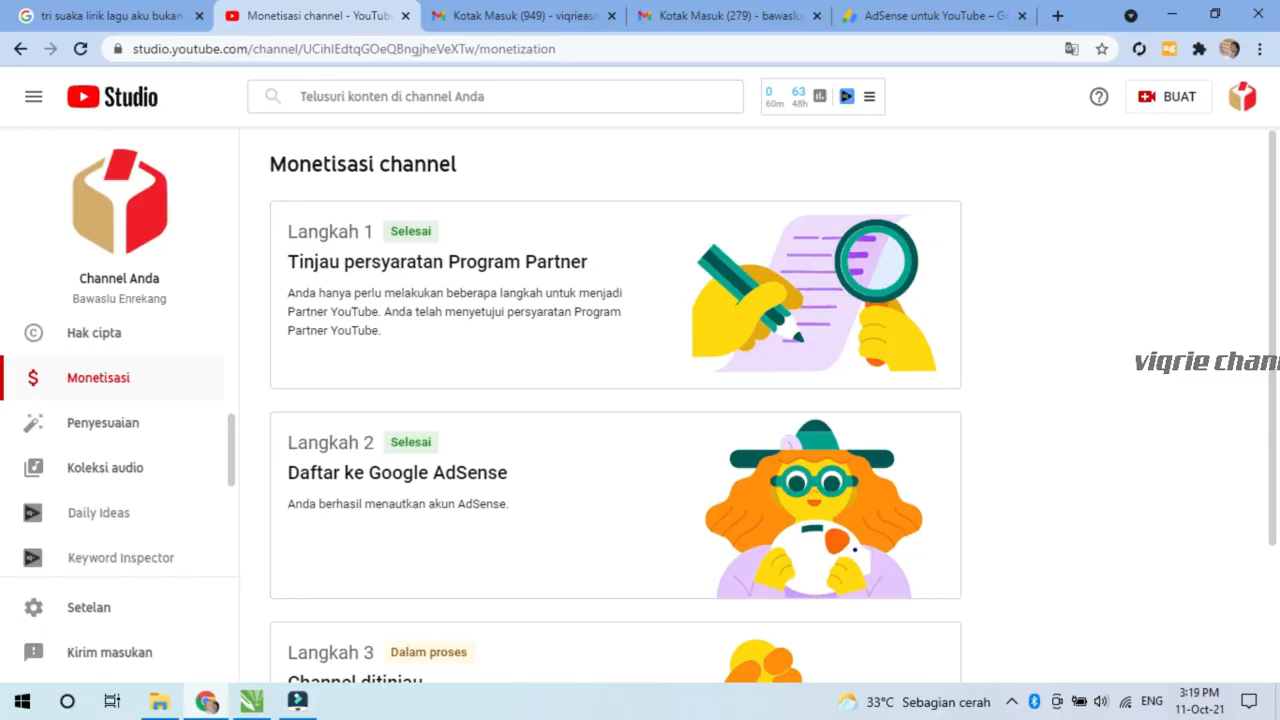 tri suaka lirik lagu aku bukan
Monetisasi channel - YouTube
Kotak Masuk (949) - viqrieasn
Kotak Masuk (279) - bawaslu
AdSense untuk YouTube – Go
studio.youtube.com/channel/UCihIEdtqGOeQBngjheVeXTw/monetization
Studio
Telusuri konten di channel Anda
0 63
60m 48h
BUAT
Monetisasi channel
Channel Anda
Bawaslu Enrekang
Hak cipta
Monetisasi
Penyesuaian
Koleksi audio
Daily Ideas
Keyword Inspector
Setelan
Kirim masukan
Langkah 1 Selesai
Tinjau persyaratan Program Partner
Anda hanya perlu melakukan beberapa langkah untuk menjadi
Partner YouTube. Anda telah menyetujui persyaratan Program
Partner YouTube.
Langkah 2 Selesai
Daftar ke Google AdSense
Anda berhasil menautkan akun AdSense.
Langkah 3 Dalam proses
Channel ditinjau
viqrie chann
33°C Sebagian cerah
ENG
3:19 PM
11-Oct-21